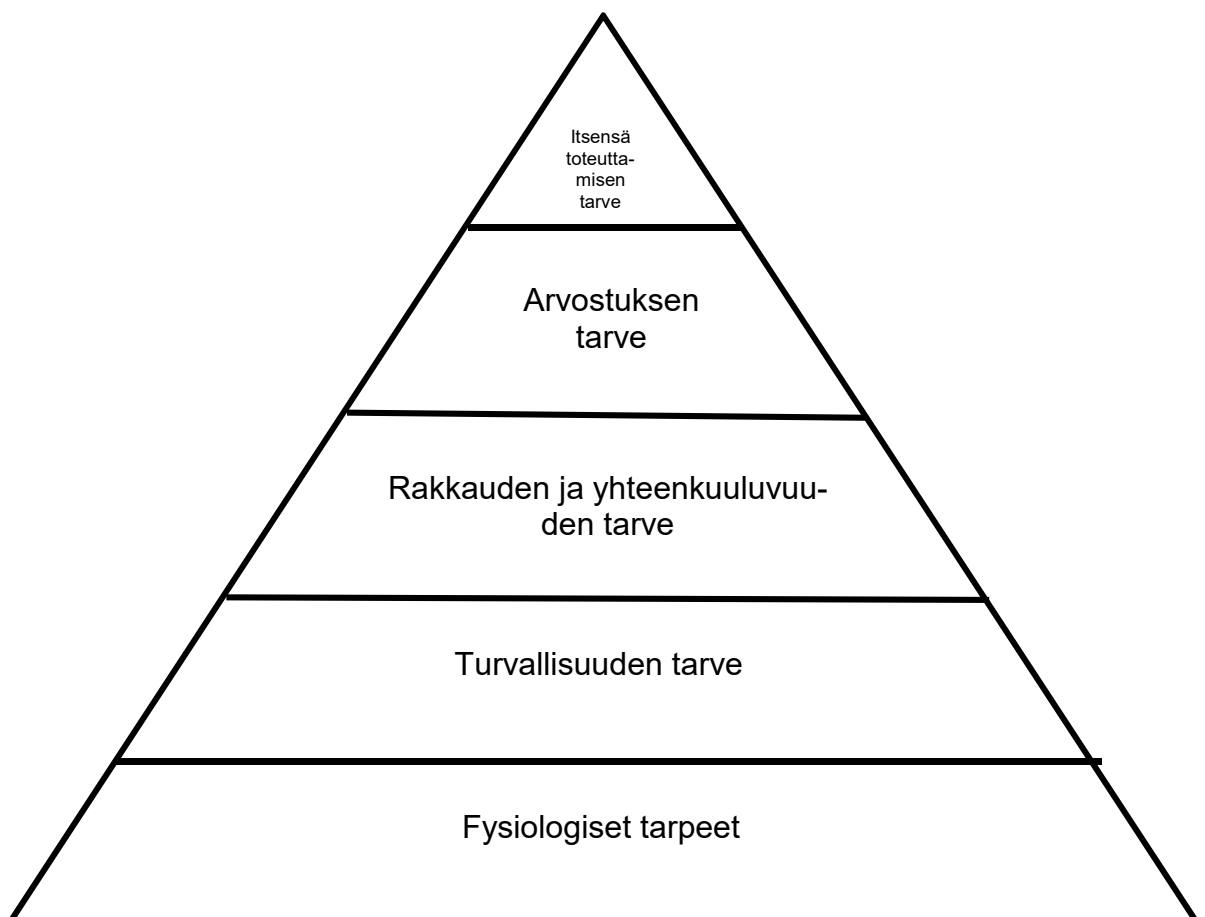 Itsensä
toteutta-
misen
tarve
Arvostuksen
tarve
Rakkauden ja yhteenkuuluvuu-
den tarve
Turvallisuuden tarve
Fysiologiset tarpeet